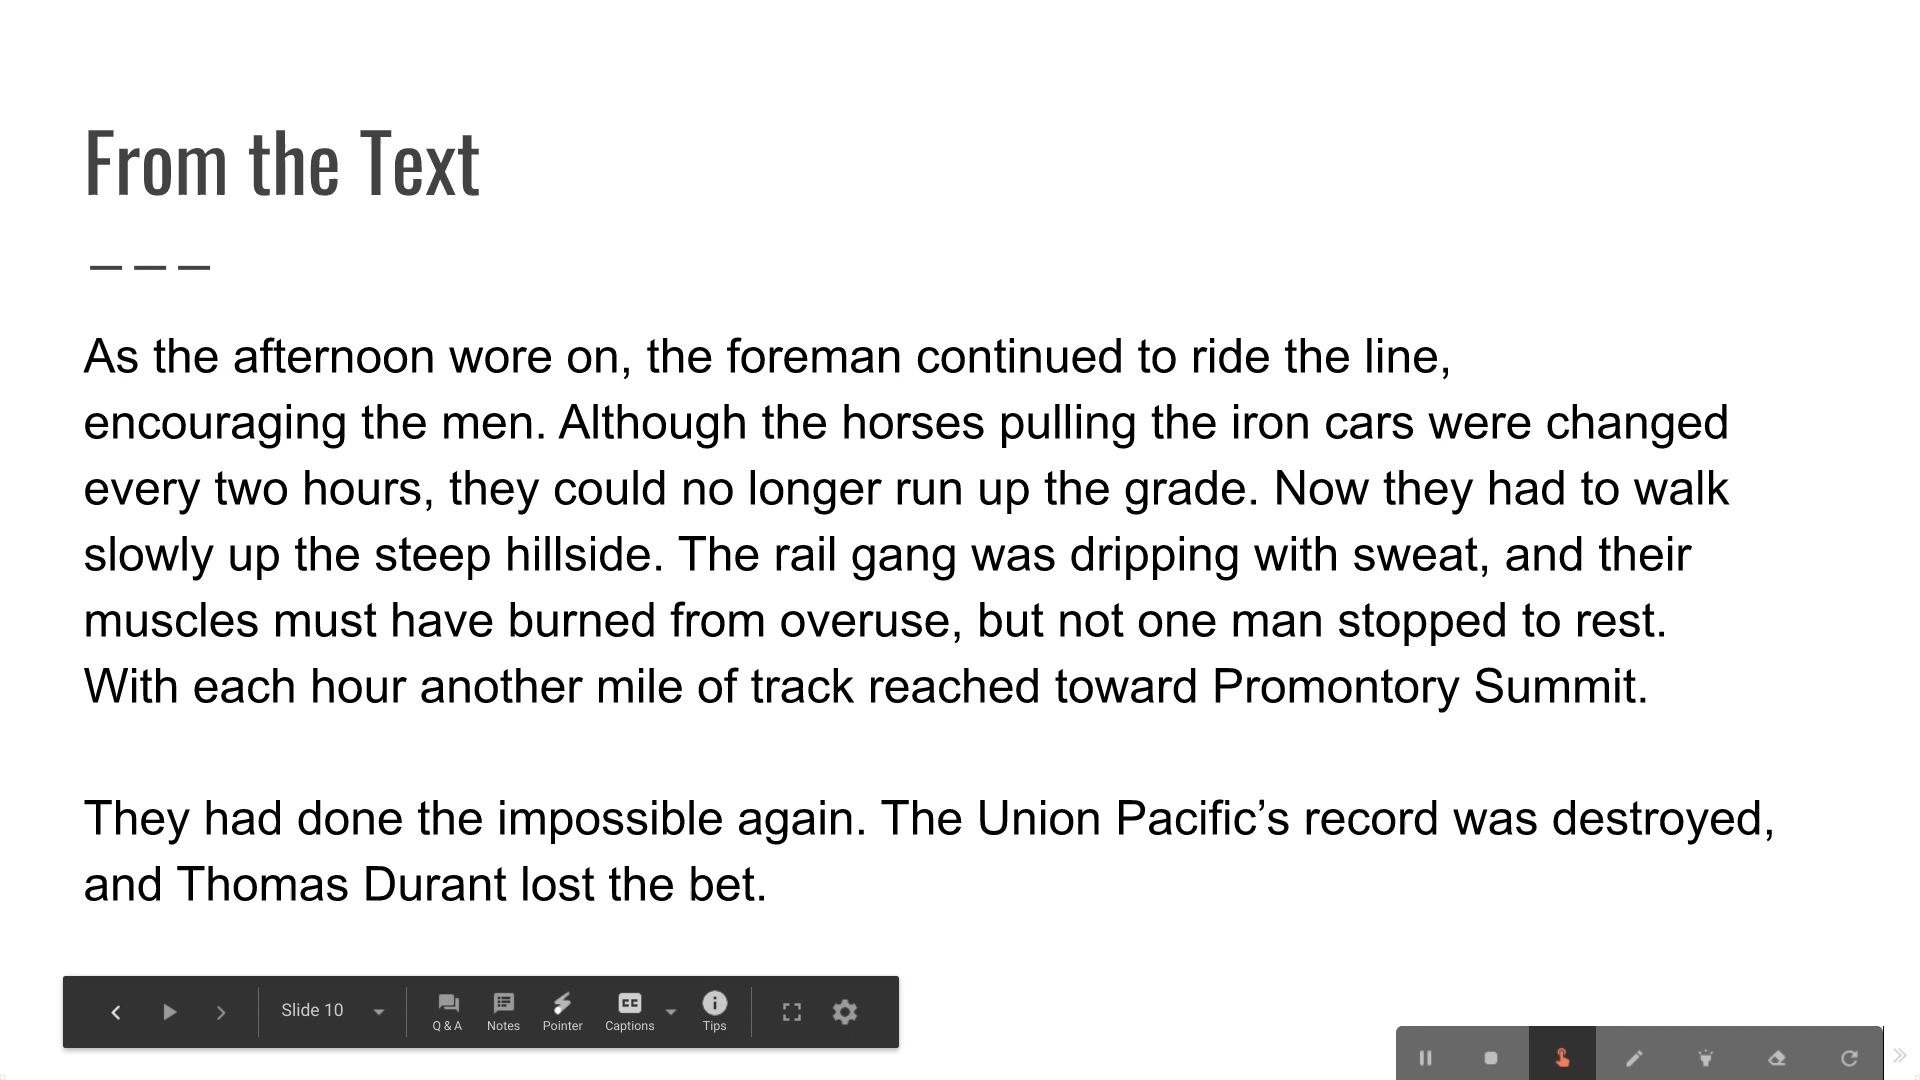 From the Text
As the afternoon wore on, the foreman continued to ride the line,
encouraging the men. Although the horses pulling the iron cars were changed
every two hours, they could no longer run up the grade. Now they had to walk
slowly up the steep hillside. The rail gang was dripping with sweat, and their
muscles must have burned from overuse, but not one man stopped to rest.
With each hour another mile of track reached toward Promontory Summit.
They had done the impossible again. The Union Pacific’s record was destroyed,
and Thomas Durant lost the bet.
Slide 10
Q & A Notes Pointer Captions Tips